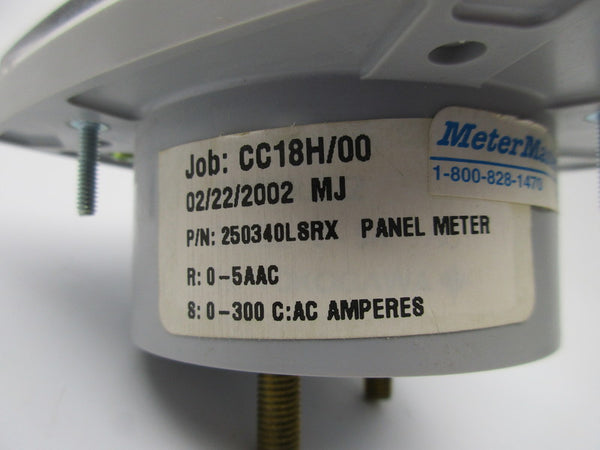 Job: CC18H/00
02/22/2002 MJ
P/N: 250340LSRX PANEL METER
R: 0-5AAC
S: 0-300 C:AC AMPERES
1-800-828-1470